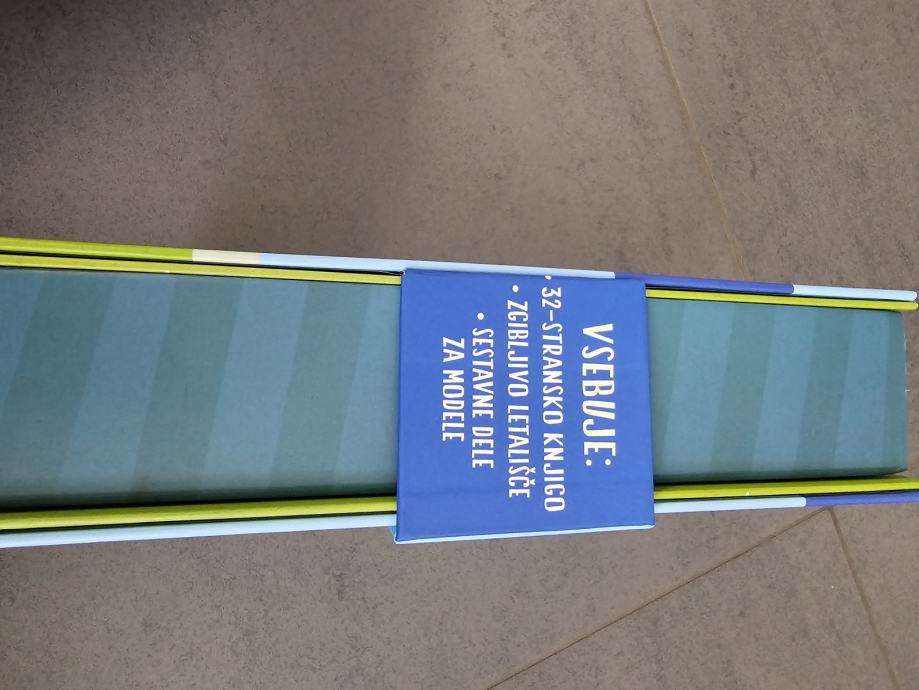 VSEBUJE:
• 32-STRANSKO KNJIGO
• ZGIBLJIVO LETALIŠČE
• SESTAVNE DELE
ZA MODELE